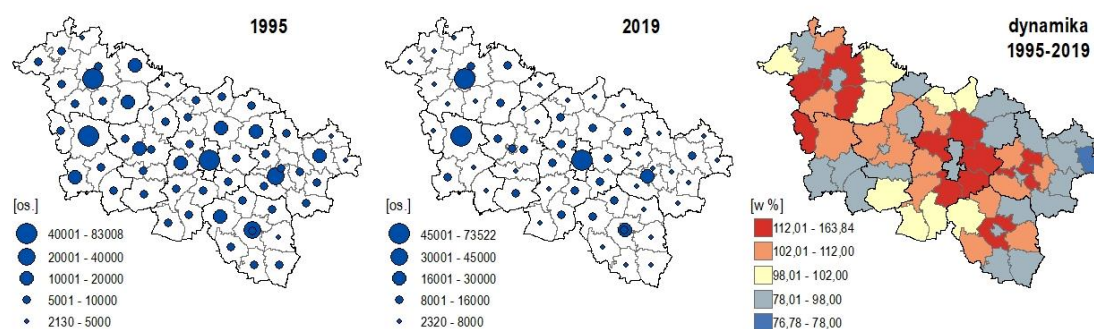 1995
[os.]
40001 - 83008
20001 - 40000
10001 - 20000
5001 - 10000
2130 - 5000
2019
[os.]
45001 - 73522
30001 - 45000
16001 - 30000
8001 - 16000
2320 - 8000
dynamika
1995-2019
[w %]
112,01 - 163,84
102,01 - 112,00
98,01 - 102,00
78,01 - 98,00
76,78 - 78,00